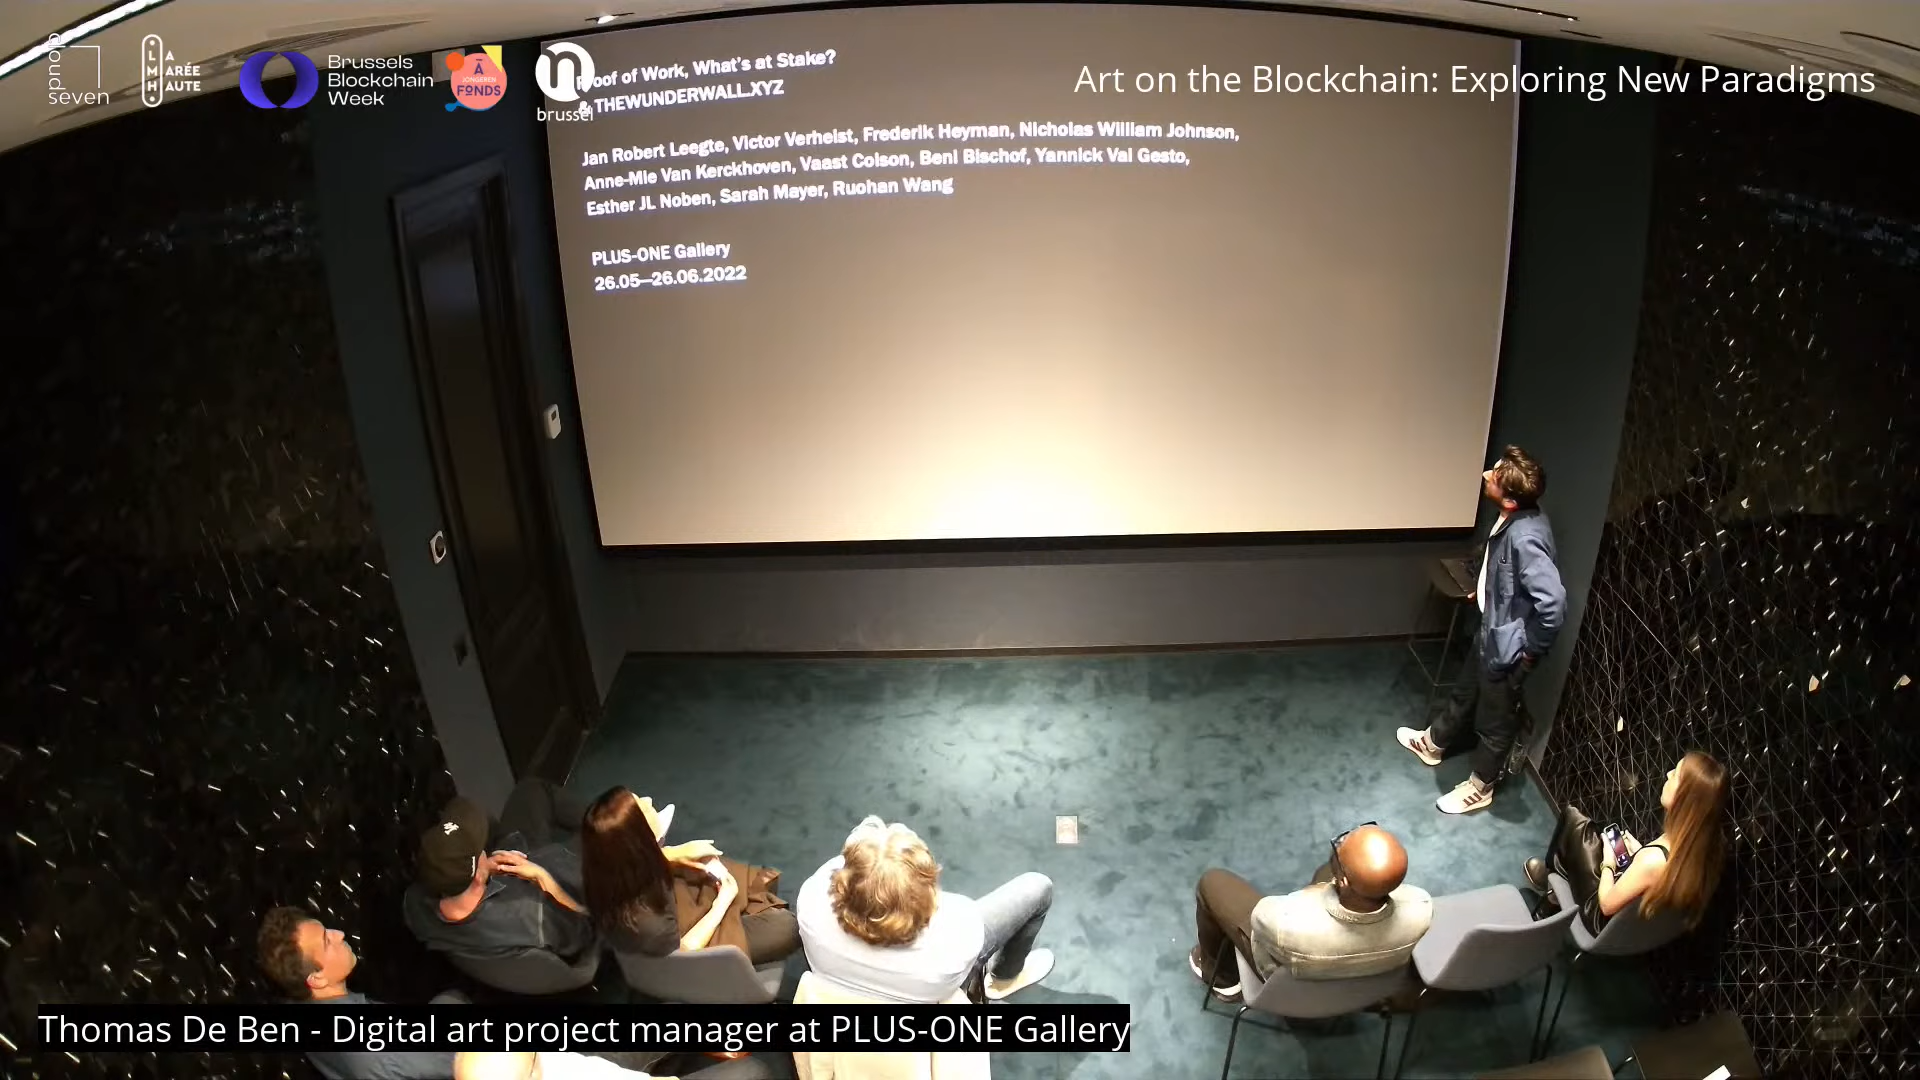 cloud
seven
LMH
LA
MARÉE
HAUTE
Brussels
Blockchain
Week
Ā
JONGEREN
FONDS
n
brussel
of Work, What's at Stake?
& THEWUNDERWALL.XYZ
Jan Robert Leegte, Victor Verhelst, Frederik Heyman, Nicholas William Johnson,
Anne-Mie Van Kerckhoven, Vaast Colson, Beni Bischof, Yannick Val Gesto,
Esther JL Noben, Sarah Mayer, Ruohan Wang
PLUS-ONE Gallery
26.05—26.06.2022
Art on the Blockchain: Exploring New Paradigms
Thomas De Ben - Digital art project manager at PLUS-ONE Gallery